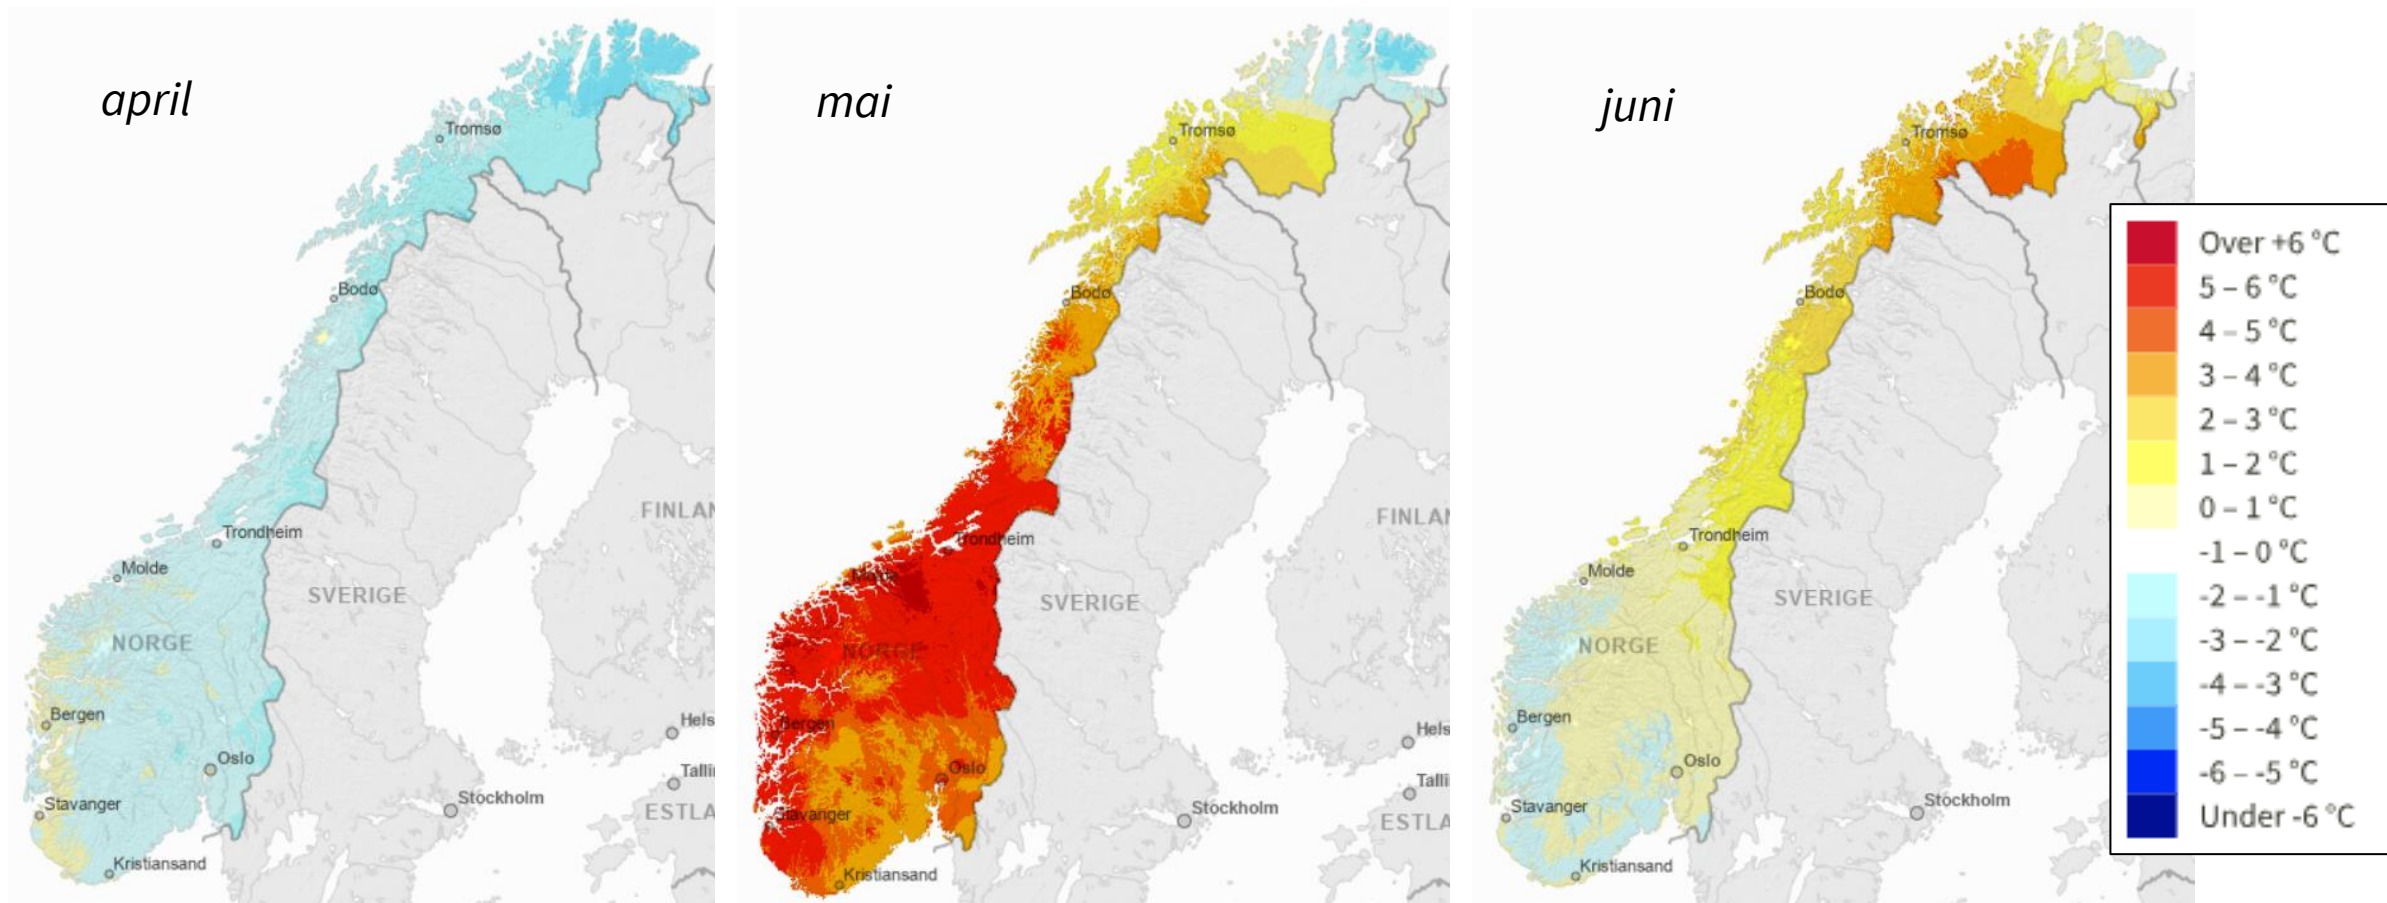 april
Tromsø
Bodø
Trondheim
Molde
NORGE
Bergen
Oslo
Stavanger
Kristiansand
SVERIGE
FINLAN
Hels
Talli
Stockholm
ESTLA
mai
Tromsø
Bodø
Trondheim
Molde
NORGE
Bergen
Oslo
Stavanger
Kristiansand
SVERIGE
FINLAN
Hels
Tall
Stockholm
ESTLA
juni
Tromsø
Bodø
Trondheim
Molde
NORGE
Bergen
Oslo
Stavanger
Kristiansand
SVERIGE
Stockholm
Over +6 °C
5 – 6 °C
4 – 5 °C
3 – 4 °C
2 – 3 °C
1 – 2 °C
0 – 1 °C
-1 – 0 °C
-2 – -1 °C
-3 – -2 °C
-4 – -3 °C
-5 – -4 °C
-6 – -5 °C
Under -6 °C